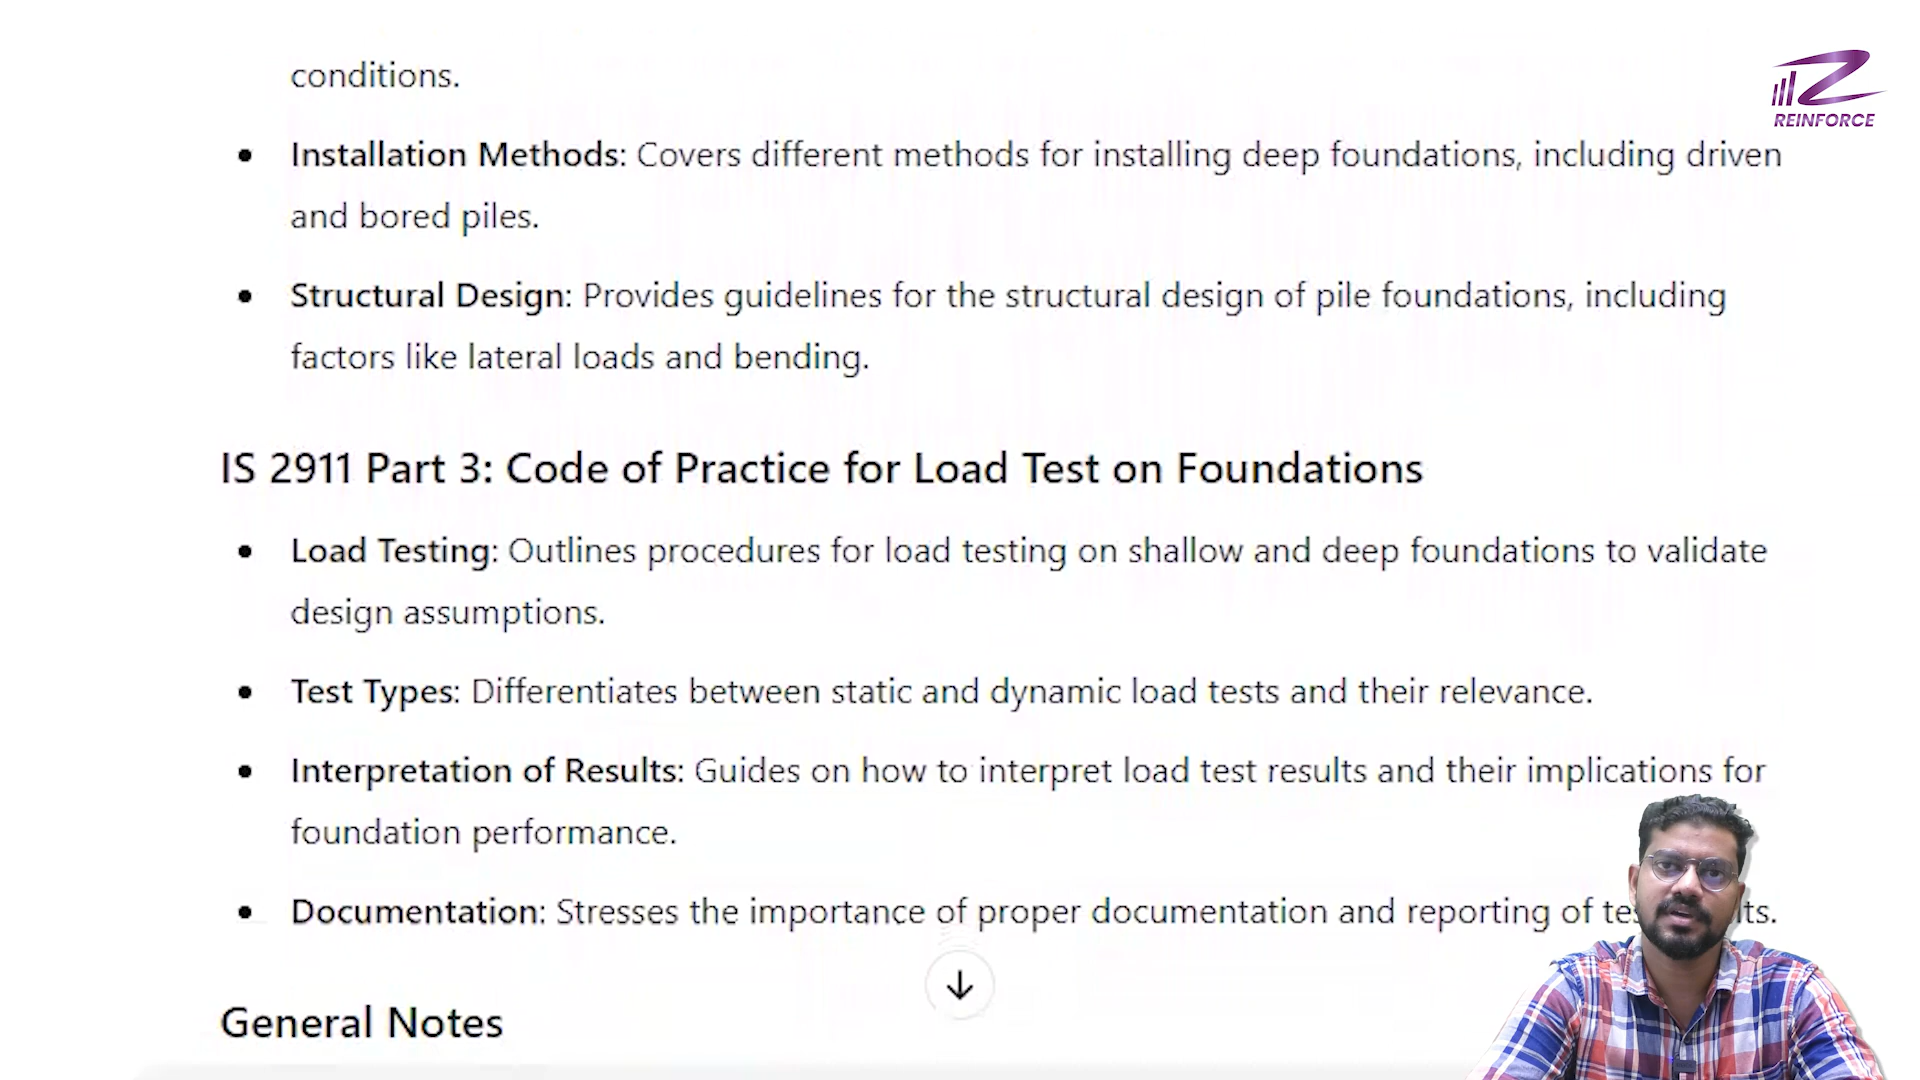 conditions.
REINFORCE
• Installation Methods: Covers different methods for installing deep foundations, including driven
and bored piles.
• Structural Design: Provides guidelines for the structural design of pile foundations, including
factors like lateral loads and bending.
IS 2911 Part 3: Code of Practice for Load Test on Foundations
• Load Testing: Outlines procedures for load testing on shallow and deep foundations to validate
design assumptions.
• Test Types: Differentiates between static and dynamic load tests and their relevance.
• Interpretation of Results: Guides on how to interpret load test results and their implications for
foundation performance.
• Documentation: Stresses the importance of proper documentation and reporting of
General Notes